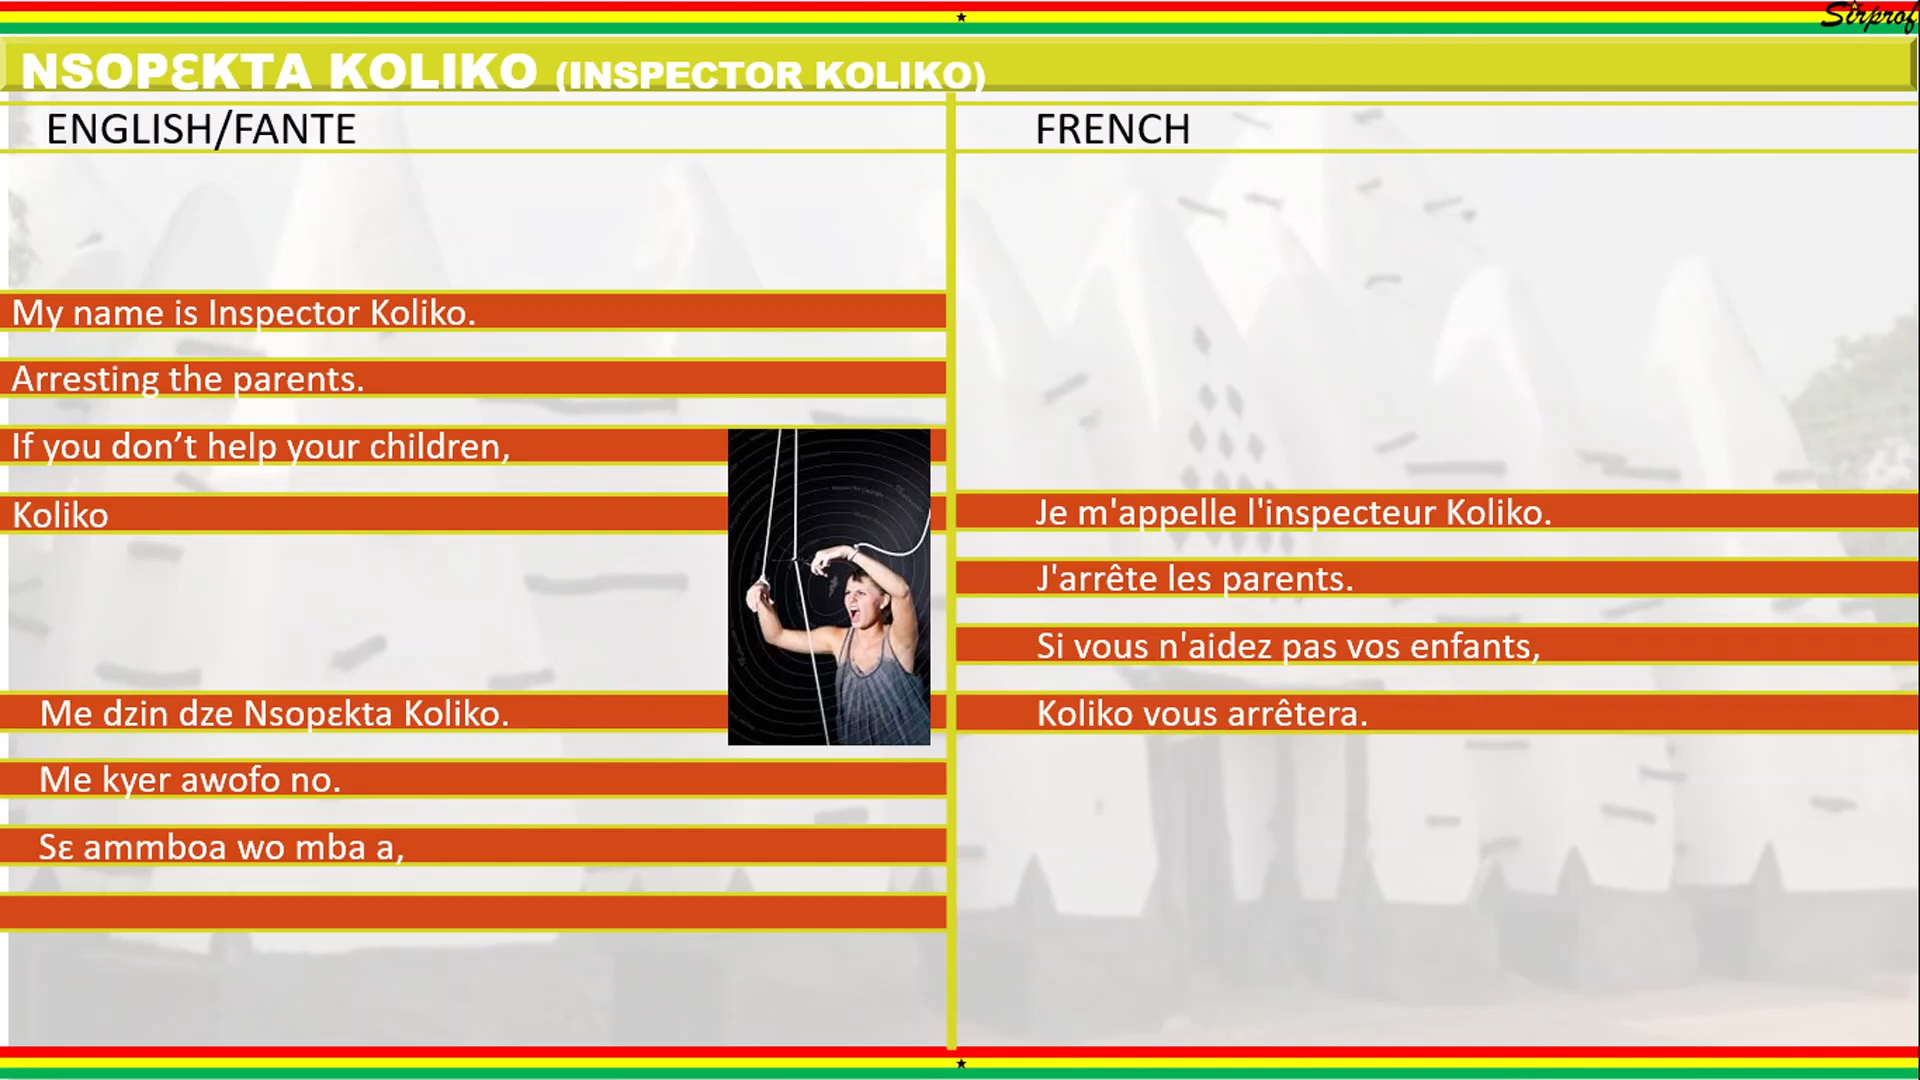 Sirprof
NSOPƐKTA KOLIKO (INSPECTOR KOLIKO)
ENGLISH/FANTE
My name is Inspector Koliko.
Arresting the parents.
If you don’t help your children,
Koliko
Me dzin dze Nsopɛkta Koliko.
Me kyer awofo no.
Sɛ ammboa wo mba a,
FRENCH
Je m'appelle l'inspecteur Koliko.
J'arrête les parents.
Si vous n'aidez pas vos enfants,
Koliko vous arrêtera.